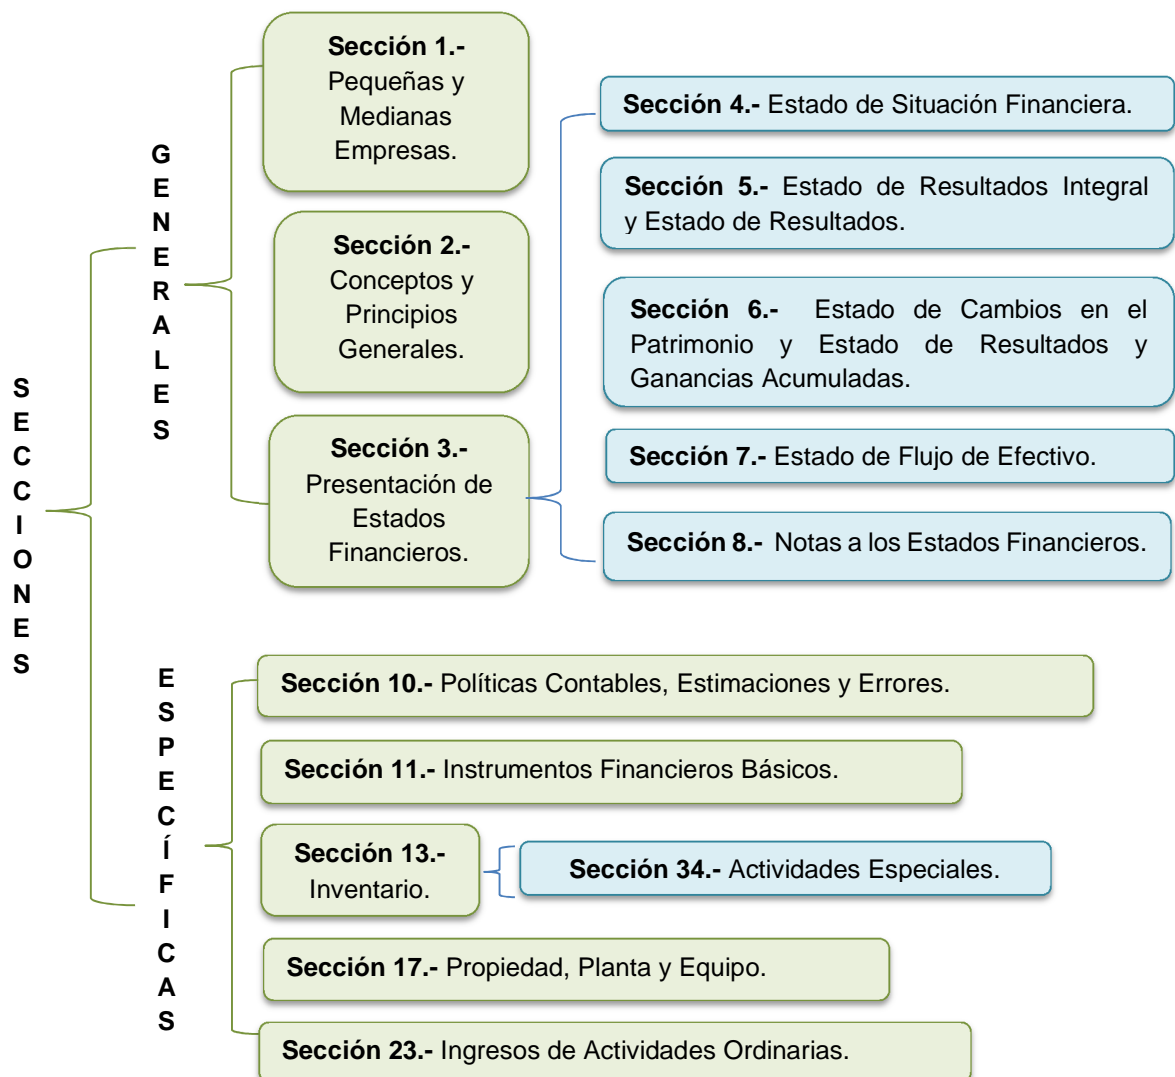 SECCIONES
GENERALES
Sección 1.-
Pequeñas y
Medianas
Empresas.
Sección 2.-
Conceptos y
Principios
Generales.
Sección 3.-
Presentación de
Estados
Financieros.
Sección 4.- Estado de Situación Financiera.
Sección 5.- Estado de Resultados Integral
y Estado de Resultados.
Sección 6.- Estado de Cambios en el
Patrimonio y Estado de Resultados y
Ganancias Acumuladas.
Sección 7.- Estado de Flujo de Efectivo.
Sección 8.- Notas a los Estados Financieros.
ESPECÍFICAS
Sección 10.- Políticas Contables, Estimaciones y Errores.
Sección 11.- Instrumentos Financieros Básicos.
Sección 13.-
Inventario.
Sección 34.- Actividades Especiales.
Sección 17.- Propiedad, Planta y Equipo.
Sección 23.- Ingresos de Actividades Ordinarias.